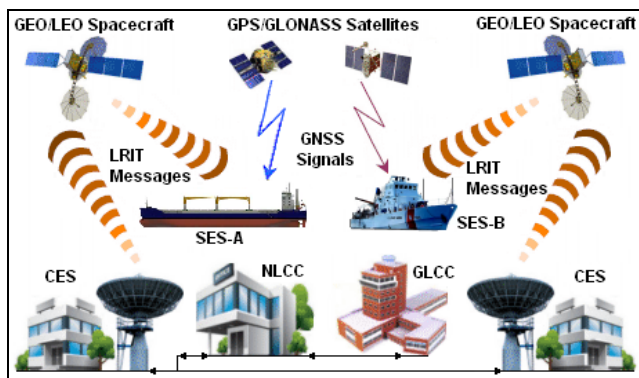 GEO/LEO Spacecraft
GPS/GLONASS Satellites
GEO/LEO Spacecraft
GNSS
Signals
LRIT
Messages
LRIT
Messages
SES-A
SES-B
CES
NLCC
GLCC
CES